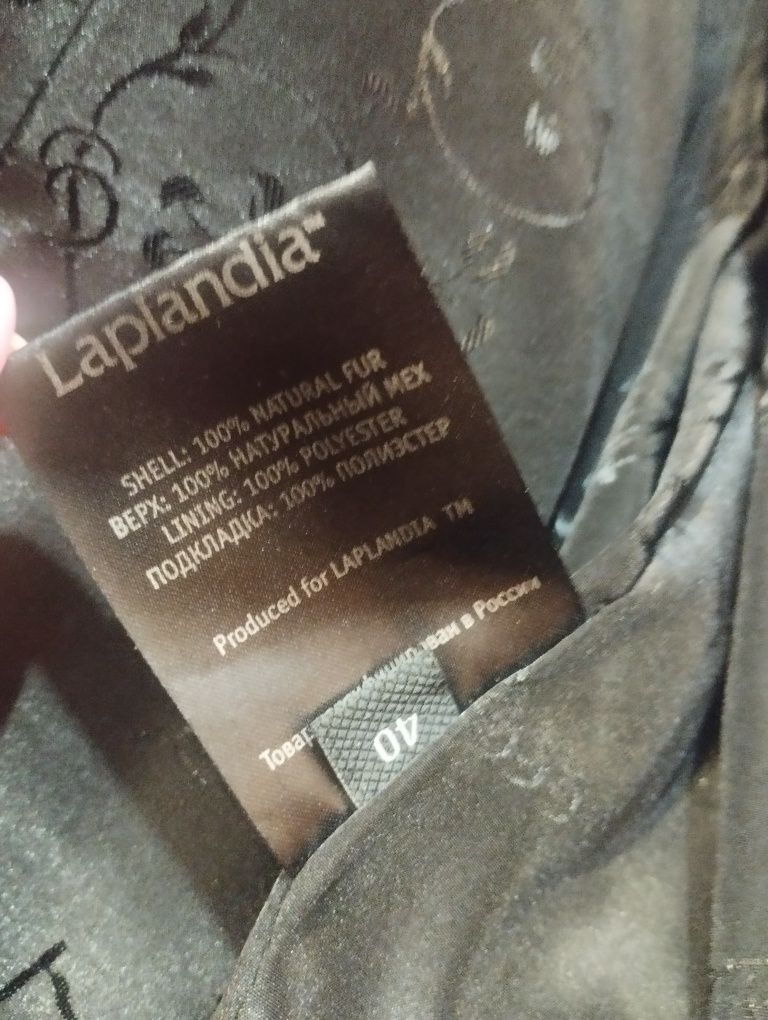 Laplandia™
SHELL: 100% NATURAL FUR
ВЕРХ: 100% НАТУРАЛЬНЫЙ МЕХ
LINING: 100% POLYESTER
ПОДКЛАДКА: 100% ПОЛИЭСТЕР
Produced for LAPLANDIA TM
в России
40